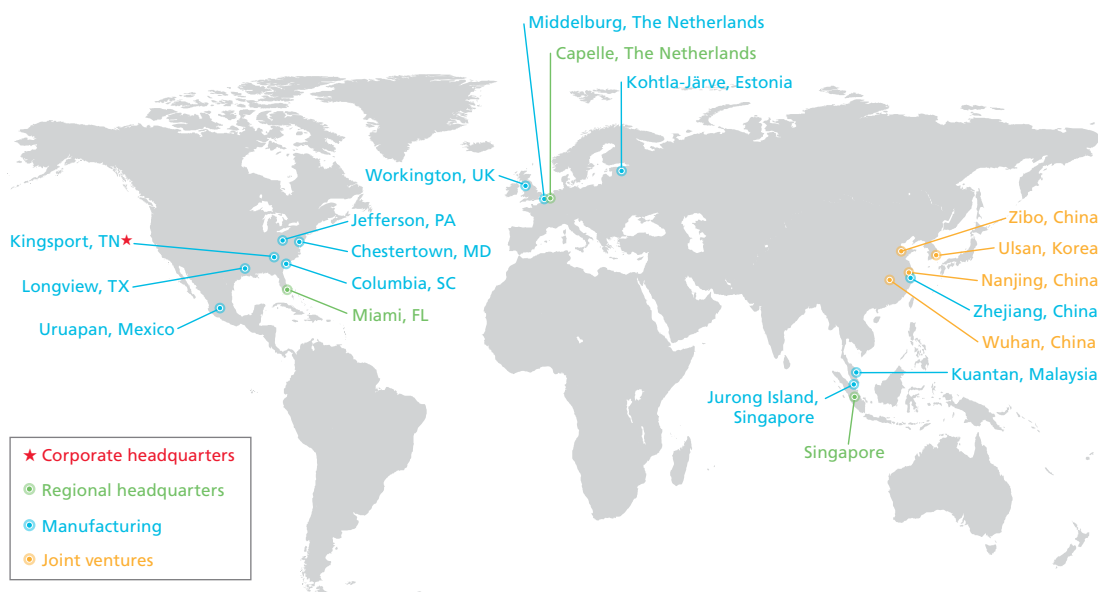 Middelburg, The Netherlands
Capelle, The Netherlands
Kohtla-Järve, Estonia
Workington, UK
Jefferson, PA
Kingsport, TN
Chestertown, MD
Longview, TX
Columbia, SC
Miami, FL
Uruapan, Mexico
Zibo, China
Ulsan, Korea
Nanjing, China
Zhejiang, China
Wuhan, China
Kuantan, Malaysia
Jurong Island,
Singapore
Singapore
Corporate headquarters
Regional headquarters
Manufacturing
Joint ventures